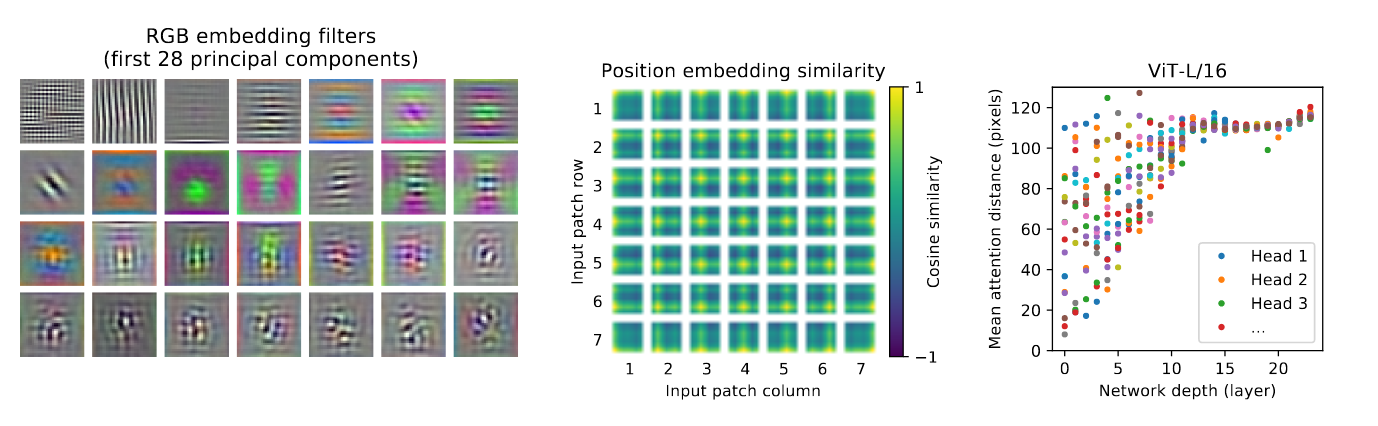 RGB embedding filters
(first 28 principal components)
Position embedding similarity
1
2
3
4
5
6
7
Input patch row
1 2 3 4 5 6 7
Input patch column
1
−1
Cosine similarity
ViT-L/16
120
100
80
60
40
20
0
Mean attention distance (pixels)
0 5 10 15 20
Network depth (layer)
Head 1
Head 2
Head 3
...